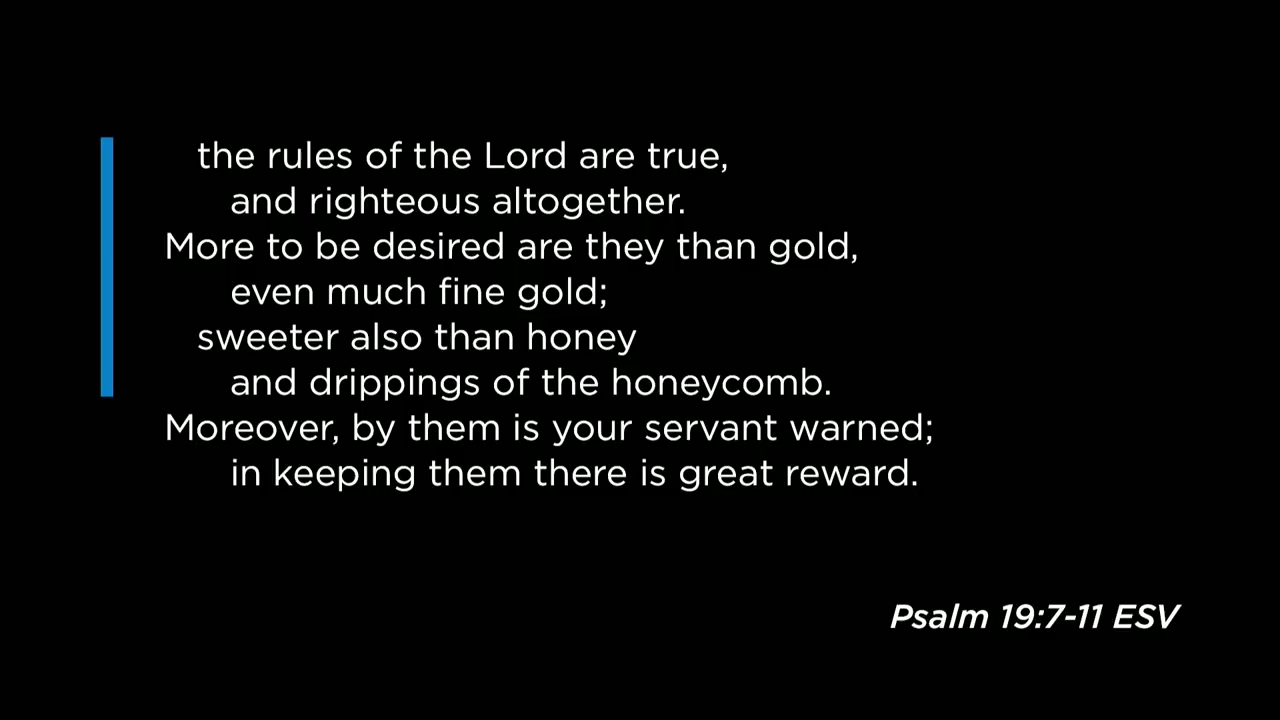 the rules of the Lord are true,
and righteous altogether.
More to be desired are they than gold,
even much fine gold;
sweeter also than honey
and drippings of the honeycomb.
Moreover, by them is your servant warned;
in keeping them there is great reward.
Psalm 19:7-11 ESV